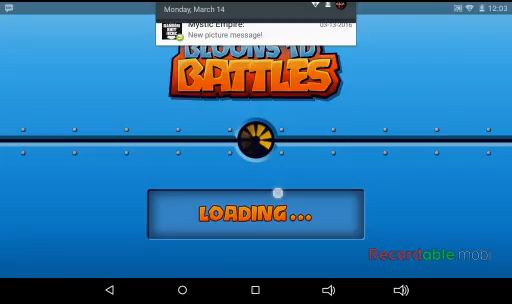 Monday, March 14
12:03
Mystic Empire:
03-13-2016
New picture message!
BLOONS TD
BATTLES
LOADING...
Recordable.mobi